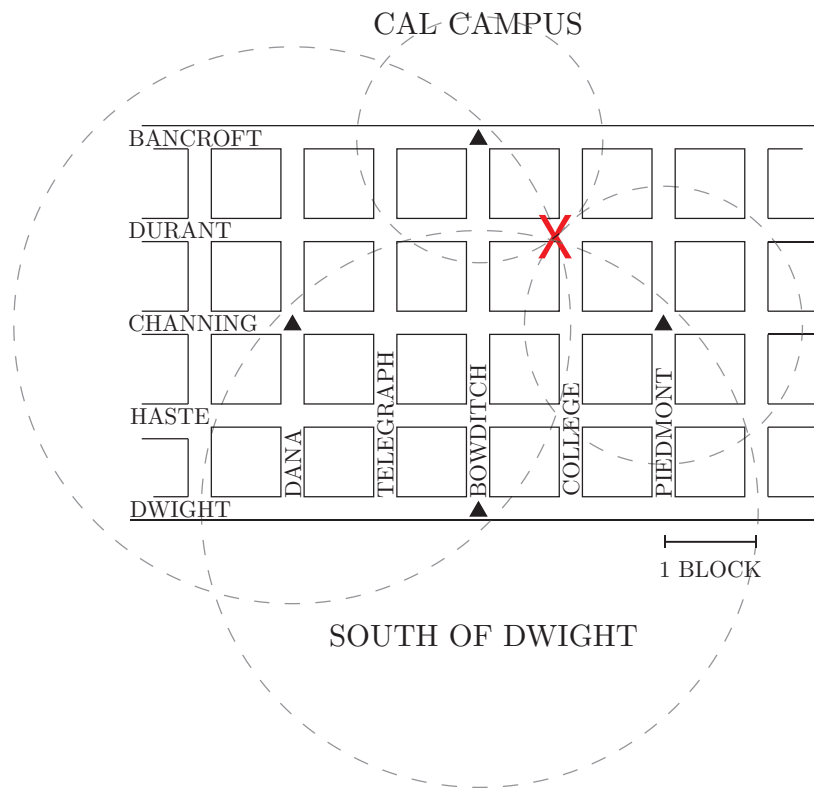 CAL CAMPUS
BANCROFT
DURANT
X
CHANNING
HASTE
DANA
TELEGRAPH
BOWDITCH
COLLEGE
PIEDMONT
DWIGHT
1 BLOCK
SOUTH OF DWIGHT